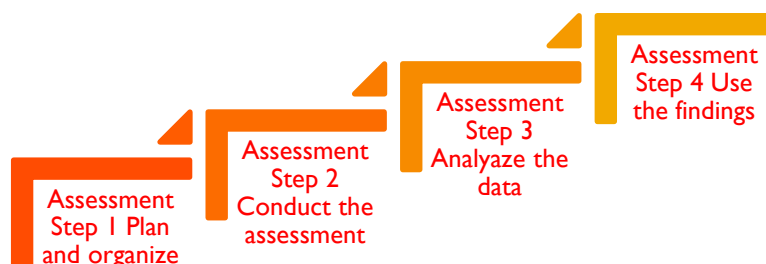 Assessment
Step 1 Plan
and organize
Assessment
Step 2
Conduct the
assessment
Assessment
Step 3
Analyaze the
data
Assessment
Step 4 Use
the findings